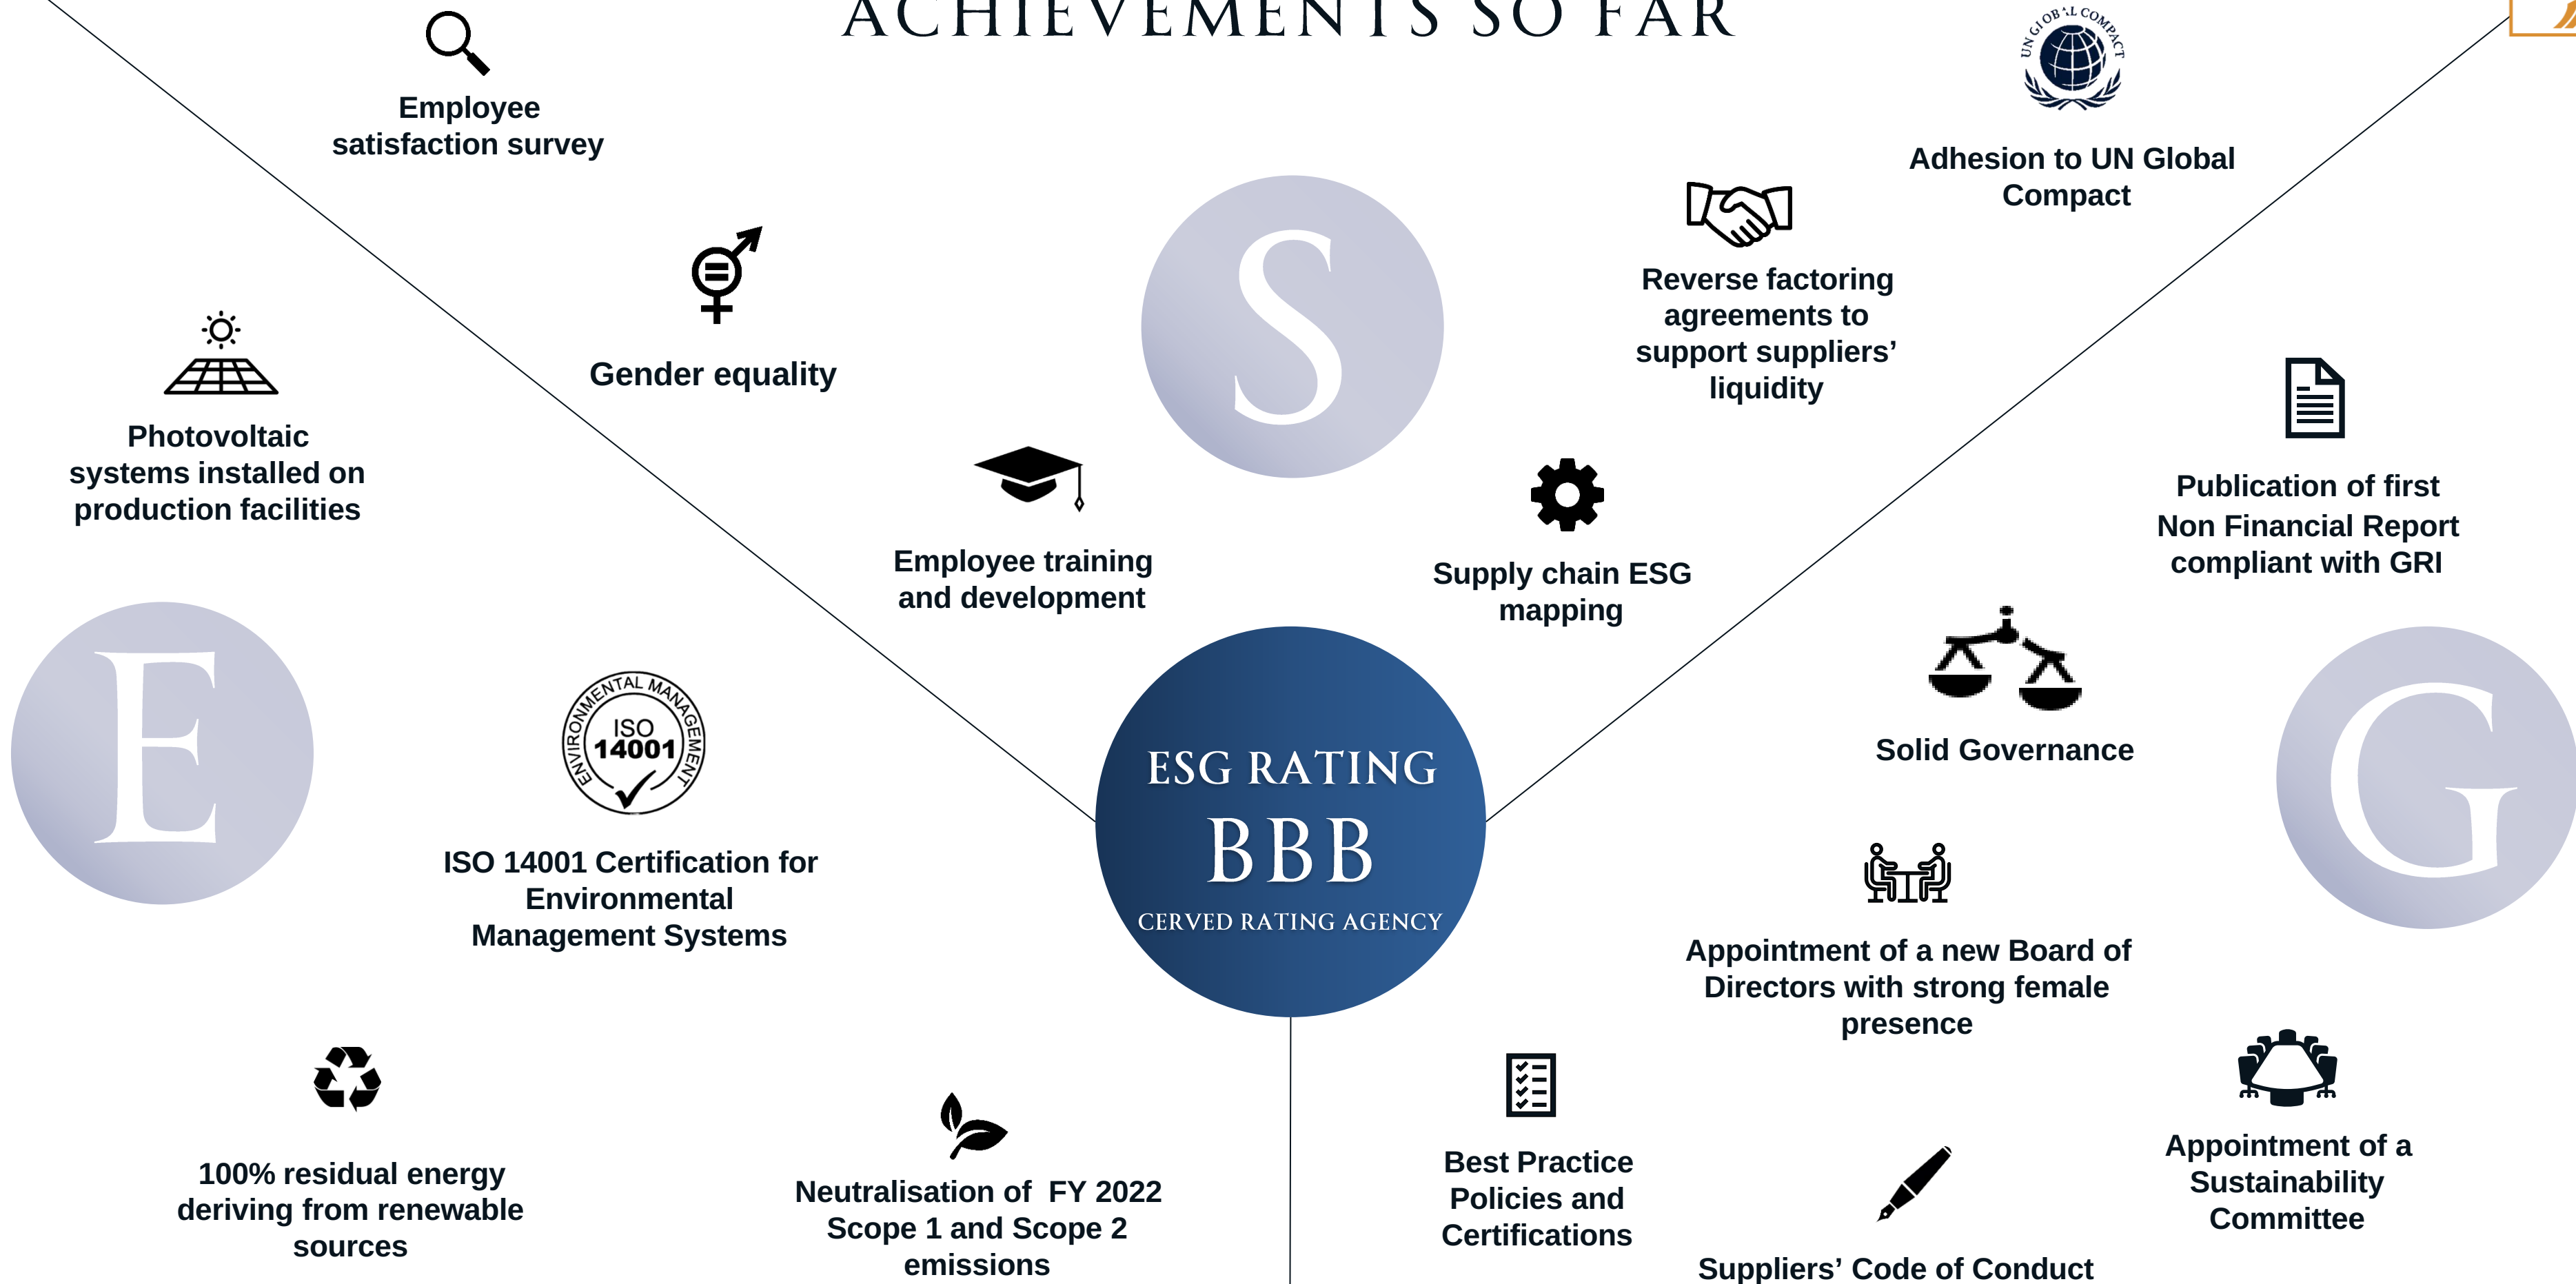 ACHIEVEMENTS SO FAR
Employee
satisfaction survey
UN GLOBAL COMPACT
Adhesion to UN Global
Compact
Gender equality
S
Reverse factoring
agreements to
support suppliers’
liquidity
Photovoltaic
systems installed on
production facilities
Employee training
and development
Supply chain ESG
mapping
Publication of first
Non Financial Report
compliant with GRI
E
ENVIRONMENTAL MANAGEMENT
ISO
14001
ISO 14001 Certification for
Environmental
Management Systems
ESG RATING
BBB
CERVED RATING AGENCY
Solid Governance
G
Appointment of a new Board of
Directors with strong female
presence
100% residual energy
deriving from renewable
sources
Neutralisation of  FY 2022
Scope 1 and Scope 2
emissions
Best Practice
Policies and
Certifications
Suppliers’ Code of Conduct
Appointment of a
Sustainability
Committee